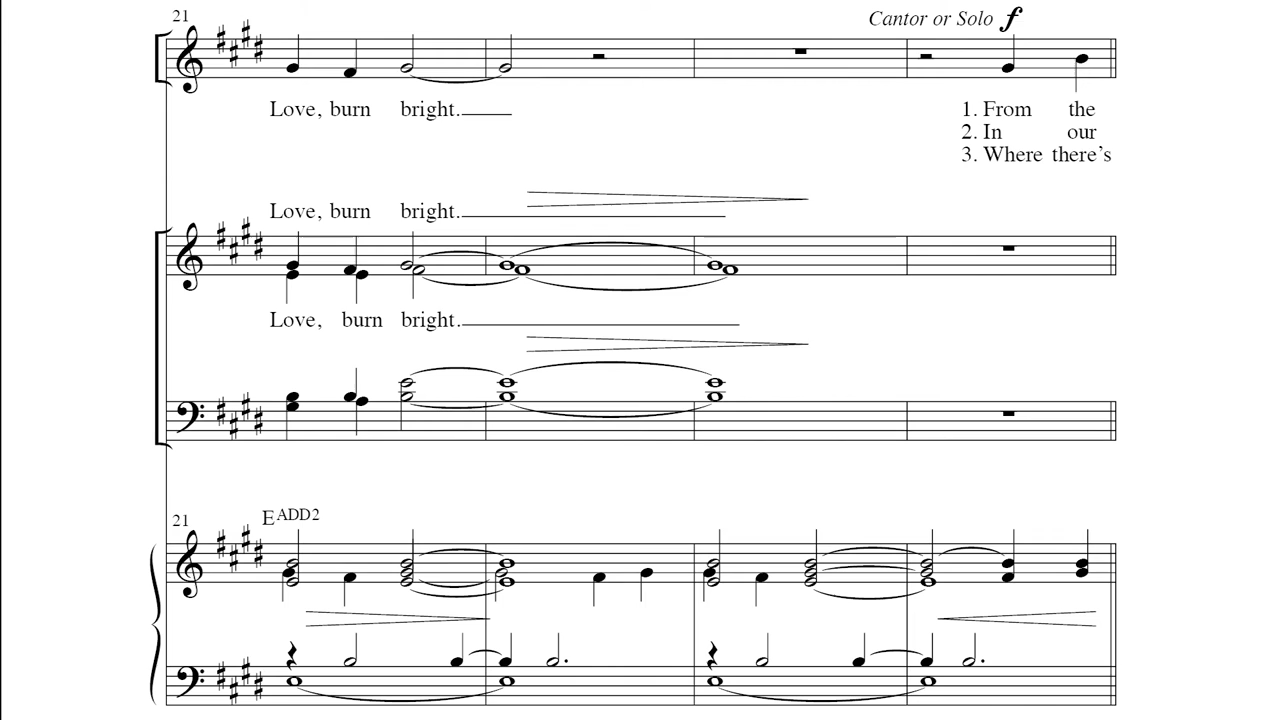 21
Cantor or Solo f
Love, burn bright.
1. From the
2. In our
3. Where there's
Love, burn bright.
Love, burn bright.
21
EADD2